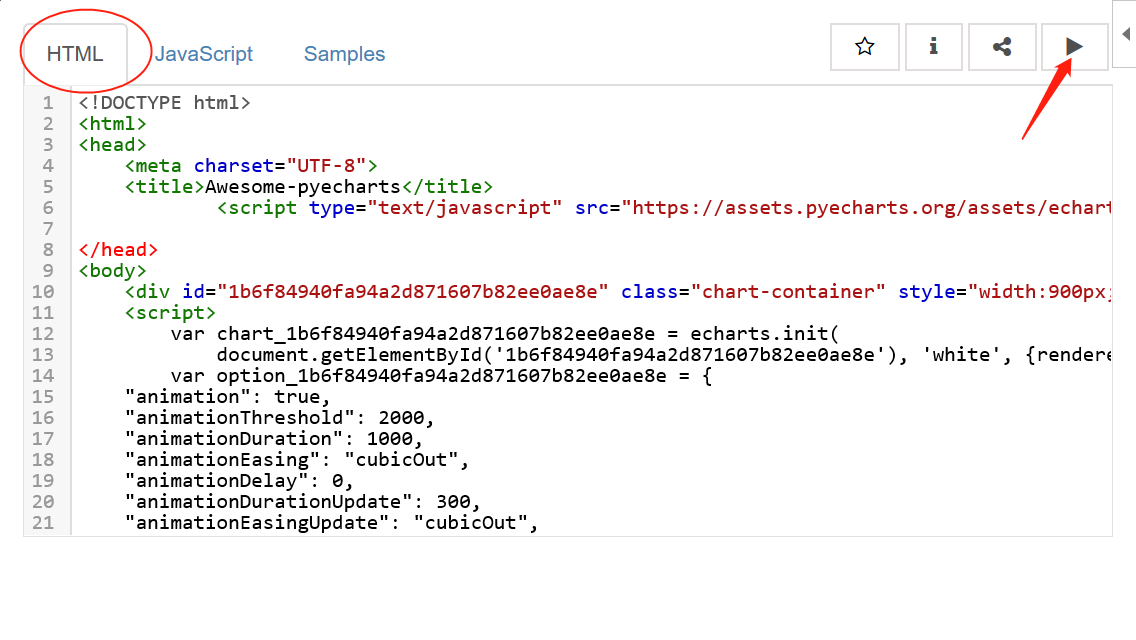 HTML JavaScript Samples
1 <!DOCTYPE html>
2 <html>
3 <head>
4 <meta charset="UTF-8">
5 <title>Awesome-pyecharts</title>
6 <script type="text/javascript" src="https://assets.pyecharts.org/assets/echart
7
8 </head>
9 <body>
10 <div id="1b6f84940fa94a2d871607b82ee0ae8e" class="chart-container" style="width:900px;
11 <script>
12 var chart_1b6f84940fa94a2d871607b82ee0ae8e = echarts.init(
13 document.getElementById('1b6f84940fa94a2d871607b82ee0ae8e'), 'white', {rendere
14 var option_1b6f84940fa94a2d871607b82ee0ae8e = {
15 "animation": true,
16 "animationThreshold": 2000,
17 "animationDuration": 1000,
18 "animationEasing": "cubicOut",
19 "animationDelay": 0,
20 "animationDurationUpdate": 300,
21 "animationEasingUpdate": "cubicOut",